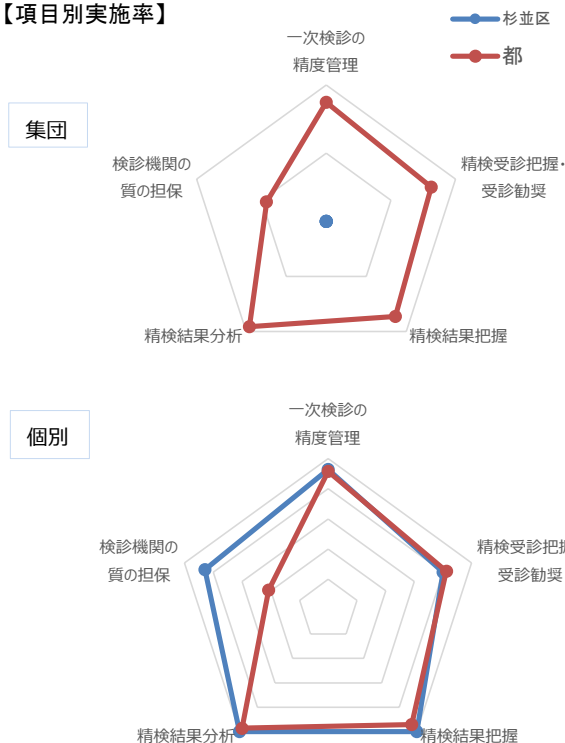 【項目別実施率】
杉並区
都
集団
一次検診の
精度管理
精検受診把握・
受診勧奨
精検結果把握
精検結果分析
検診機関の
質の担保
個別
一次検診の
精度管理
精検受診把握
受診勧奨
精検結果把握
精検結果分析
検診機関の
質の担保